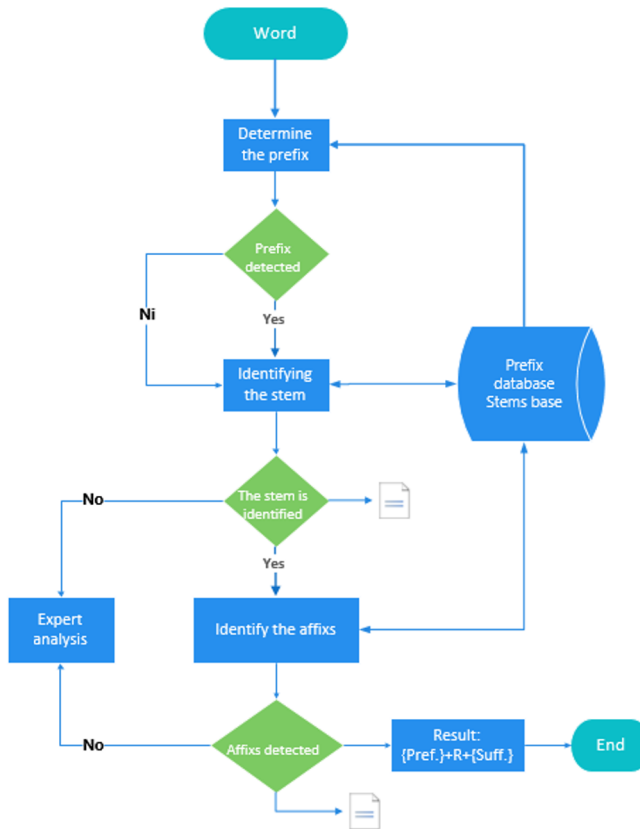 Word
Determine
the prefix
Prefix
detected
Ni
Yes
Identifying
the stem
Prefix
database
Stems base
The stem is
identified
No
Yes
Expert
analysis
Identify the affixs
No
Affixs detected
Result:
{Pref.}+R+{Suff.}
End